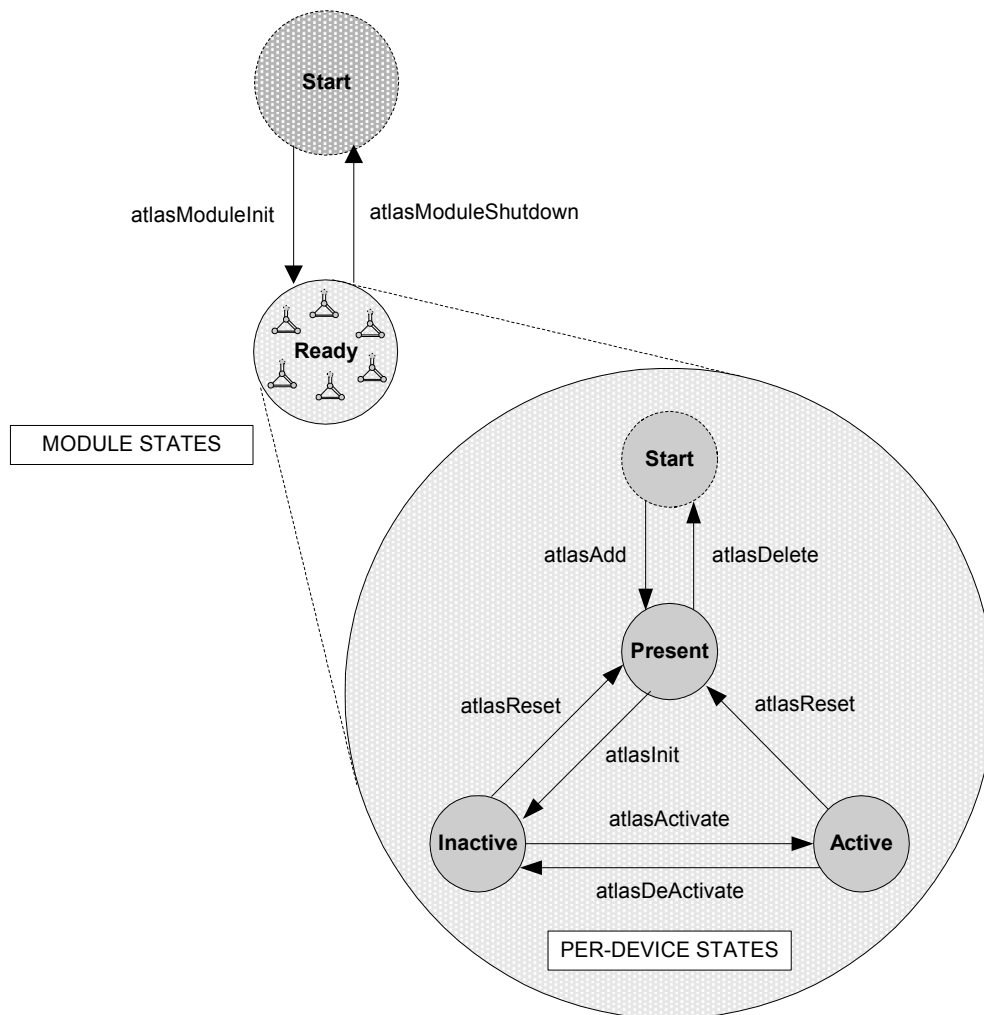 Start
atlasModuleInit
atlasModuleShutdown
Ready
MODULE STATES
Start
atlasAdd
atlasDelete
Present
atlasReset
atlasReset
atlasInit
atlasActivate
Inactive
Active
atlasDeActivate
PER-DEVICE STATES